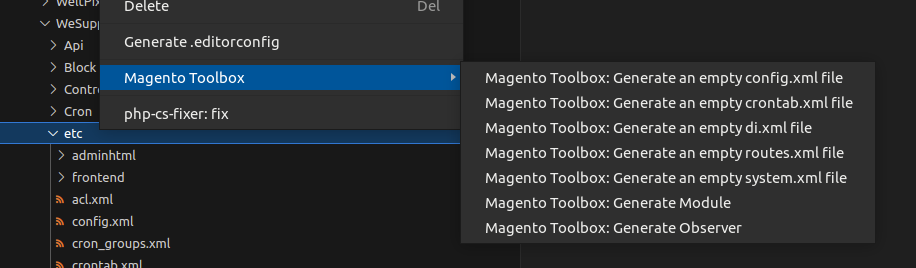 WeltPix
WeSupp
Api
Block
Contro
Cron
etc
adminhtml
frontend
acl.xml
config.xml
cron_groups.xml
crontab.xml
Delete Del
Generate .editorconfig
Magento Toolbox
php-cs-fixer: fix
Magento Toolbox: Generate an empty config.xml file
Magento Toolbox: Generate an empty crontab.xml file
Magento Toolbox: Generate an empty di.xml file
Magento Toolbox: Generate an empty routes.xml file
Magento Toolbox: Generate an empty system.xml file
Magento Toolbox: Generate Module
Magento Toolbox: Generate Observer